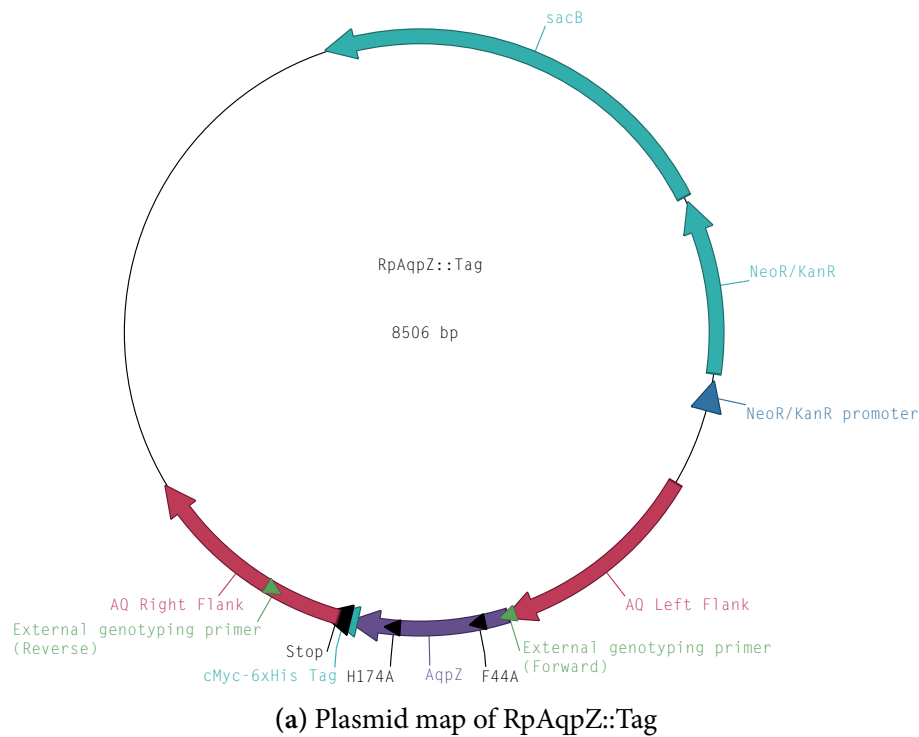 sacB
RpAqpZ::Tag
NeoR/KanR
8506 bp
NeoR/KanR promoter
AQ Right Flank
AQ Left Flank
External genotyping primer
(Reverse)
Stop
External genotyping primer
(Forward)
cMyc-6xHis Tag
H174A
AqpZ
F44A
(a) Plasmid map of RpAqpZ::Tag